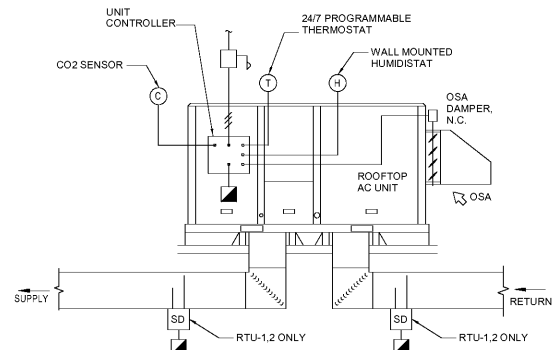 UNIT
CONTROLLER
24/7 PROGRAMMABLE
THERMOSTAT
CO2 SENSOR
WALL MOUNTED
HUMIDISTAT
C
T
H
OSA
DAMPER,
N.C.
ROOFTOP
AC UNIT
OSA
SUPPLY
RETURN
SD
RTU-1,2 ONLY
SD
RTU-1,2 ONLY